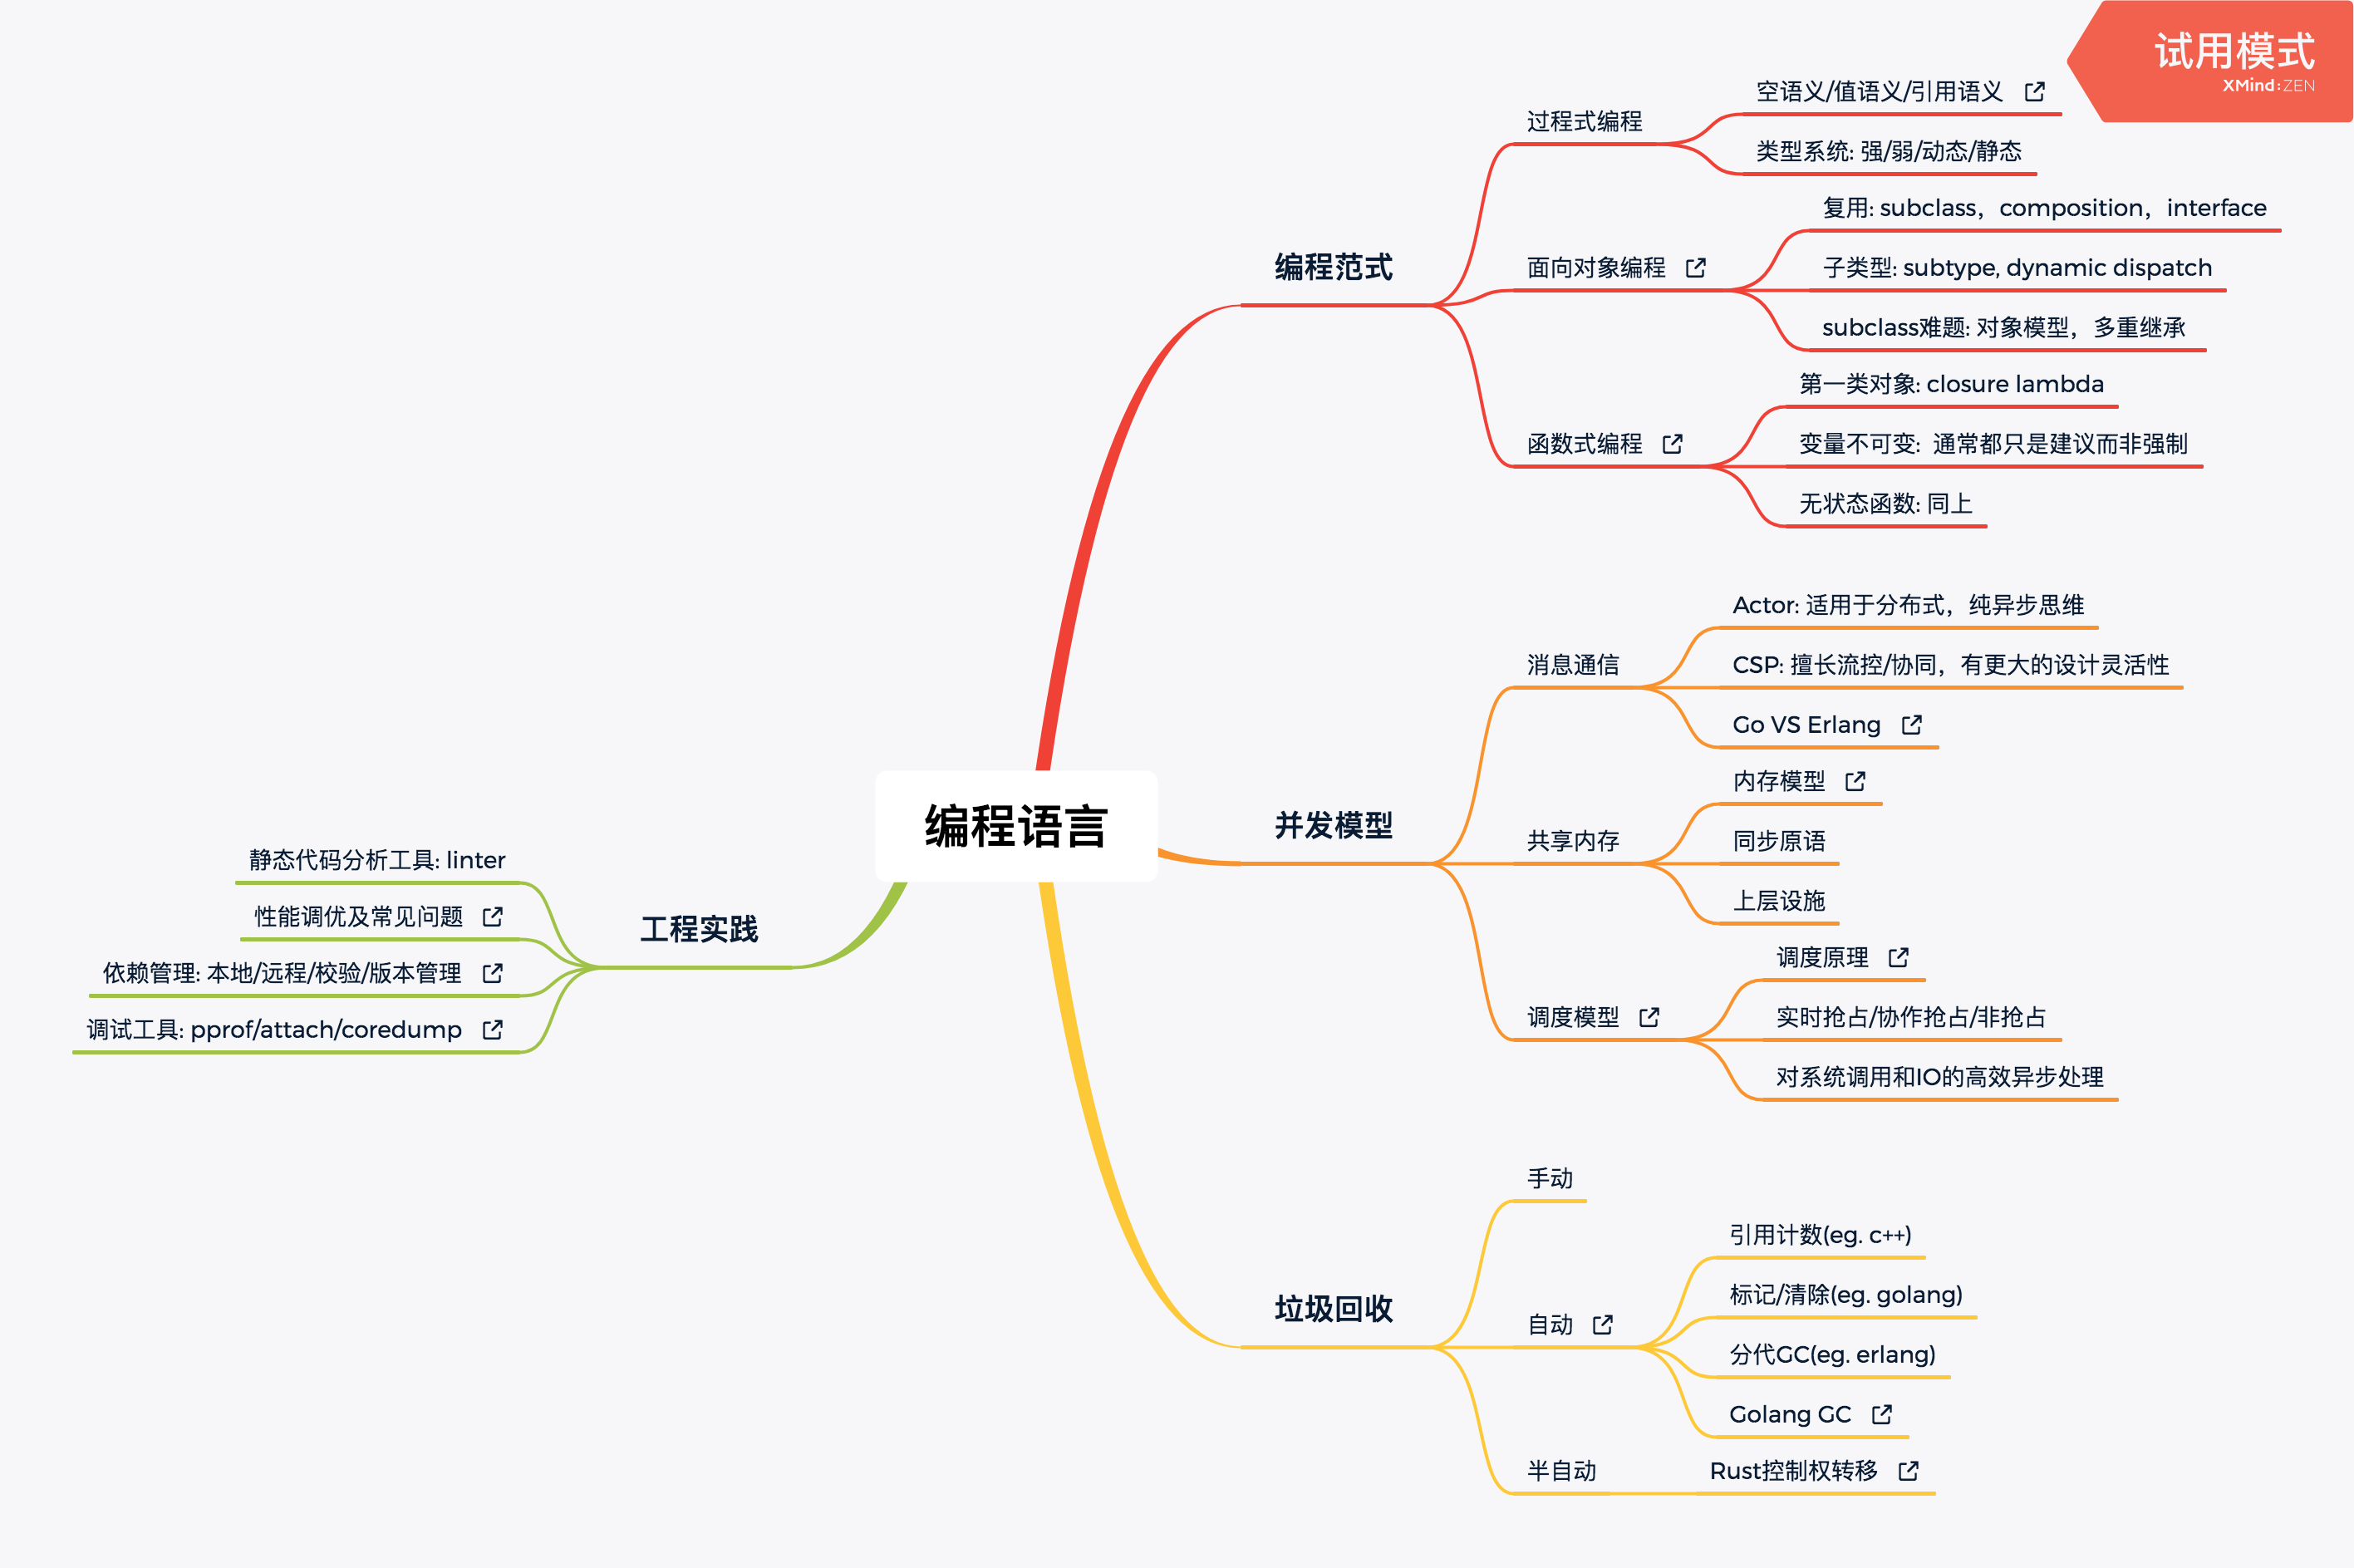 试用模式
XMind:ZEN
编程语言
编程范式
过程式编程
空语义/值语义/引用语义
类型系统: 强/弱/动态/静态
面向对象编程
复用: subclass，composition，interface
子类型: subtype, dynamic dispatch
subclass难题: 对象模型，多重继承
函数式编程
第一类对象: closure lambda
变量不可变: 通常都只是建议而非强制
无状态函数: 同上
并发模型
消息通信
Actor: 适用于分布式，纯异步思维
CSP: 擅长流控/协同，有更大的设计灵活性
Go VS Erlang
共享内存
内存模型
同步原语
上层设施
调度模型
调度原理
实时抢占/协作抢占/非抢占
对系统调用和IO的高效异步处理
垃圾回收
手动
自动
引用计数(eg. c++)
标记/清除(eg. golang)
分代GC(eg. erlang)
Golang GC
半自动
Rust控制权转移
工程实践
静态代码分析工具: linter
性能调优及常见问题
依赖管理: 本地/远程/校验/版本管理
调试工具: pprof/attach/coredump